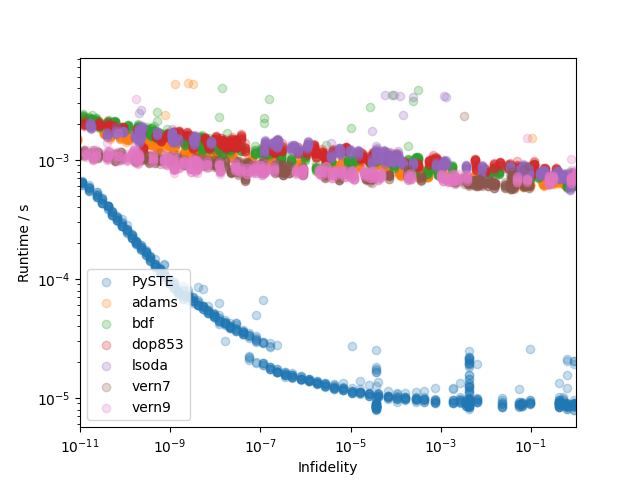 Runtime / s
10⁻³
10⁻⁴
10⁻⁵
PySTE
adams
bdf
dop853
lsoda
vern7
vern9
10⁻¹¹ 10⁻⁹ 10⁻⁷ 10⁻⁵ 10⁻³ 10⁻¹
Infidelity